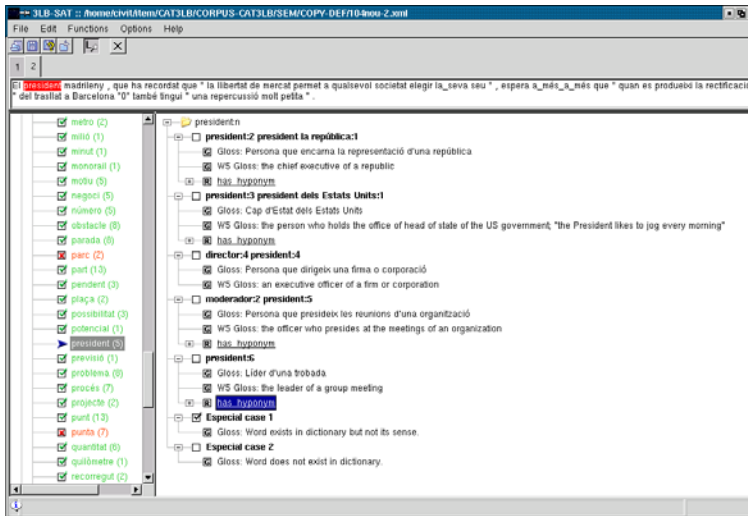 3LB-SAT :: /home/civit/Item/CAT3LB/CORPUS-CAT3LB/SEM/COPY-DEF/104nou-2.xml
File Edit Functions Options Help
1 2
El president madrileny , que ha recordat que " la llibertat de mercat permet a qualsevol societat elegir la_seva seu " , espera a_més_a_més que " quan es produeixi la rectificació
" del trasllat a Barcelona "0" també tingui " una repercussió molt petita " .
metro (2)
milió (1)
minut (1)
monorail (1)
motiu (5)
negoci (5)
número (5)
obstacle (8)
parada (8)
parc (2)
part (13)
pendent (3)
plaça (2)
possibilitat (3)
potencial (1)
president (5)
previsió (1)
problema (8)
procés (7)
projecte (2)
punt (13)
punta (7)
quantitat (6)
quilòmetre (1)
recorregut (2)
president:n
president:2 president la república:1
G Gloss: Persona que encarna la representació d'una república
G W5 Gloss: the chief executive of a republic
R has_hyponym
president:3 president dels Estats Units:1
G Gloss: Cap d'Estat dels Estats Units
G W5 Gloss: the person who holds the office of head of state of the US government; "the President likes to jog every morning"
R has_hyponym
director:4 president:4
G Gloss: Persona que dirigeix una firma o corporació
G W5 Gloss: an executive officer of a firm or corporation
moderador:2 president:5
G Gloss: Persona que presideix les reunions d'una organització
G W5 Gloss: the officer who presides at the meetings of an organization
R has_hyponym
president:6
G Gloss: Líder d'una trobada
G W5 Gloss: the leader of a group meeting
R has_hyponym
Especial case 1
G Gloss: Word exists in dictionary but not its sense.
Especial case 2
G Gloss: Word does not exist in dictionary.